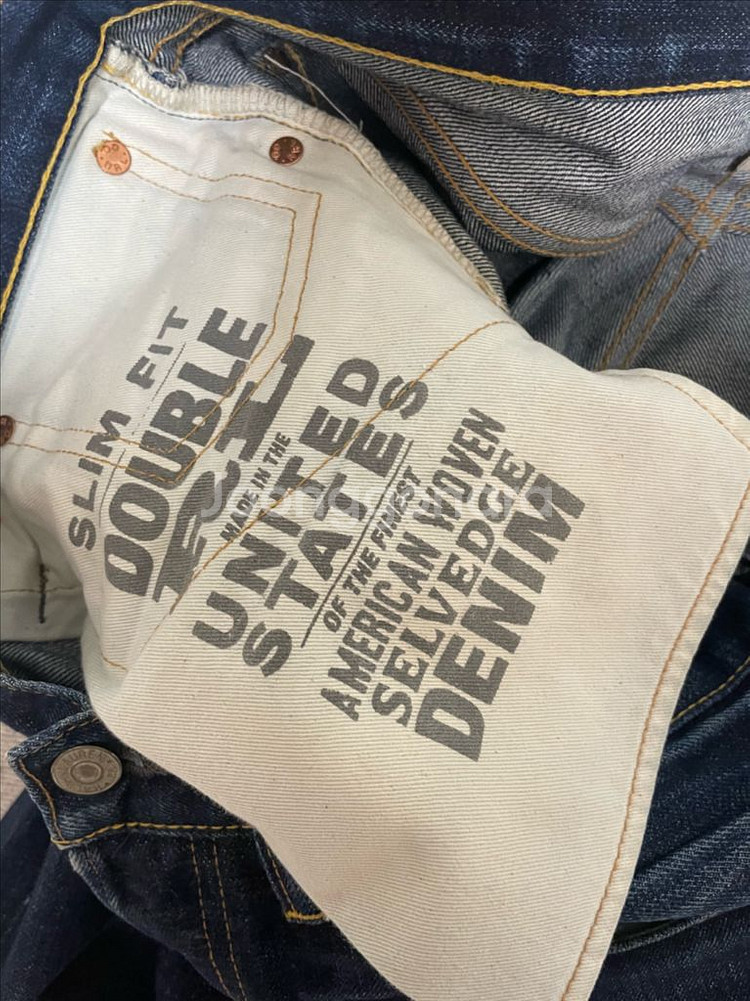 SLIM FIT
DOUBLE
RL
MADE IN THE
UNITED
STATES
OF THE FINEST
AMERICAN WOVEN
SELVEDGE
DENIM